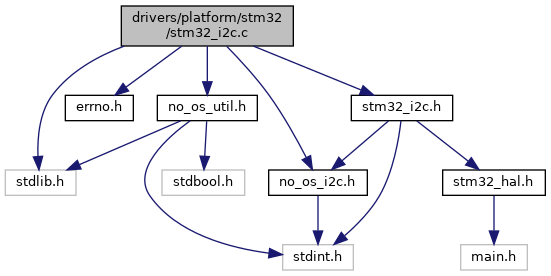 drivers/platform/stm32
/stm32_i2c.c
errno.h
no_os_util.h
stm32_i2c.h
stdlib.h
stdbool.h
no_os_i2c.h
stm32_hal.h
stdint.h
main.h